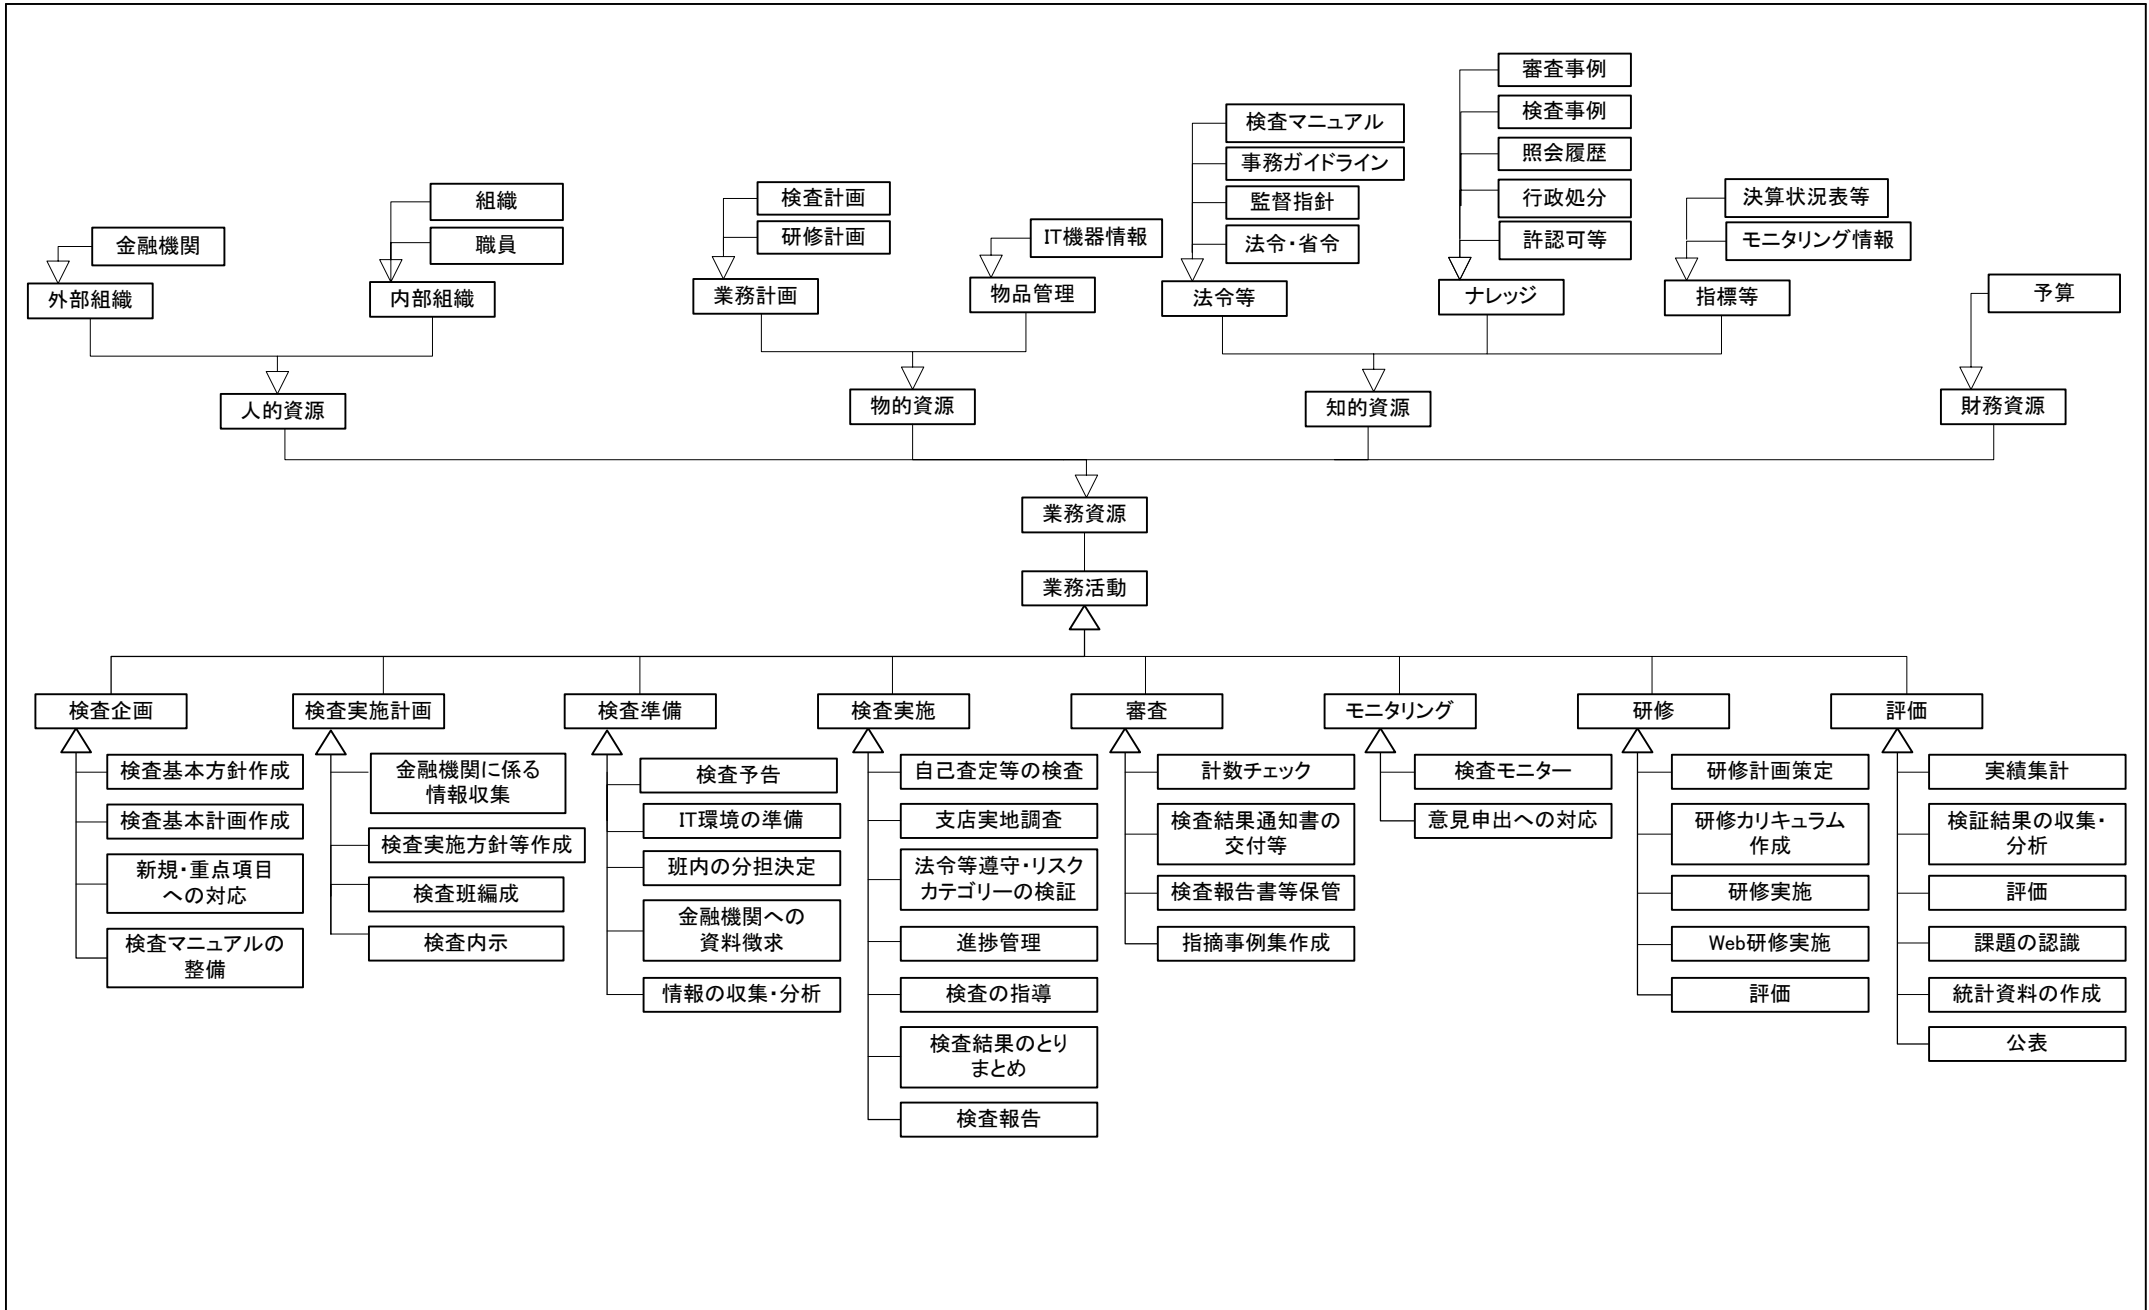 審査事例
検査事例
照会履歴
行政処分
許認可等
検査マニュアル
事務ガイドライン
監督指針
法令・省令
決算状況表等
モニタリング情報
組織
職員
検査計画
研修計画
IT機器情報
金融機関
予算
外部組織
内部組織
業務計画
物品管理
法令等
ナレッジ
指標等
人的資源
物的資源
知的資源
財務資源
業務資源
業務活動
検査企画
検査基本方針作成
検査基本計画作成
新規・重点項目
への対応
検査マニュアルの
整備
検査実施計画
金融機関に係る
情報収集
検査実施方針等作成
検査班編成
検査内示
検査準備
検査予告
IT環境の準備
班内の分担決定
金融機関への
資料徴求
情報の収集・分析
検査実施
自己査定等の検査
支店実地調査
法令等遵守・リスク
カテゴリーの検証
進捗管理
検査の指導
検査結果のとり
まとめ
検査報告
審査
計数チェック
検査結果通知書の
交付等
検査報告書等保管
指摘事例集作成
モニタリング
検査モニター
意見申出への対応
研修
研修計画策定
研修カリキュラム
作成
研修実施
Web研修実施
評価
評価
実績集計
検証結果の収集・
分析
評価
課題の認識
統計資料の作成
公表